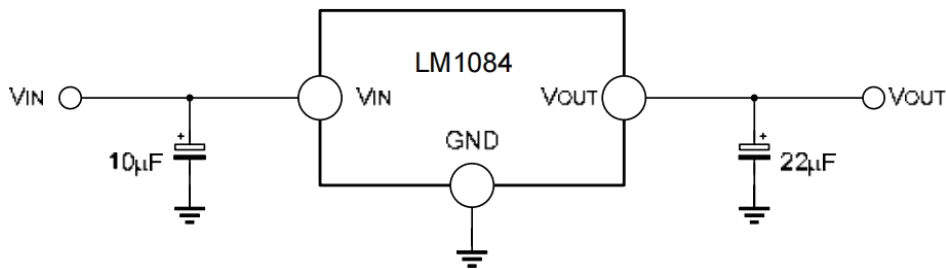 LM1084
VIN
VIN
VOUT
VOUT
GND
+
10µF
+
22µF